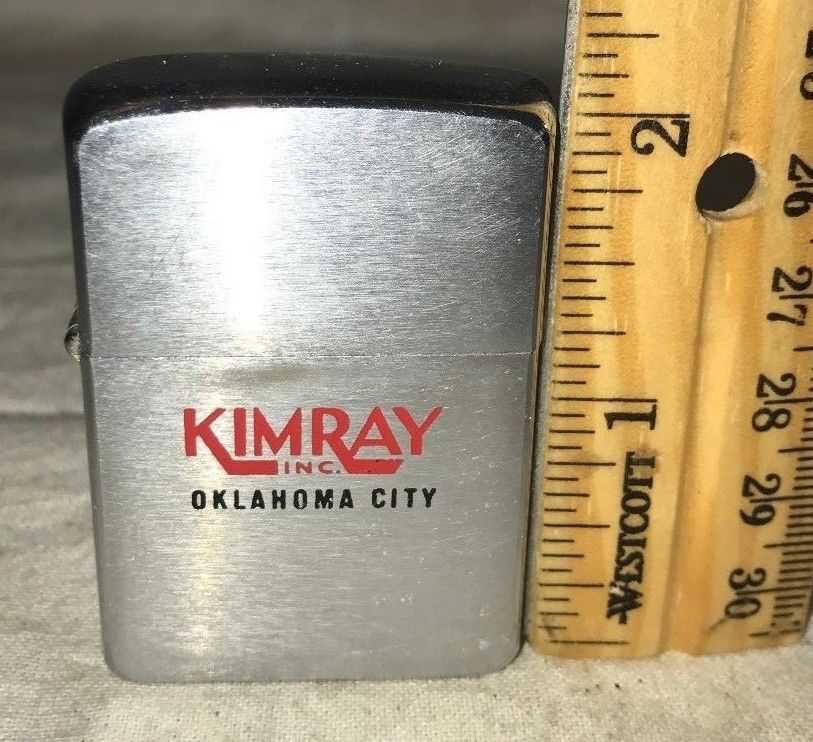 KIMRAY
INC.
OKLAHOMA CITY
2
1
WESTCOTT
26
27
28
29
30